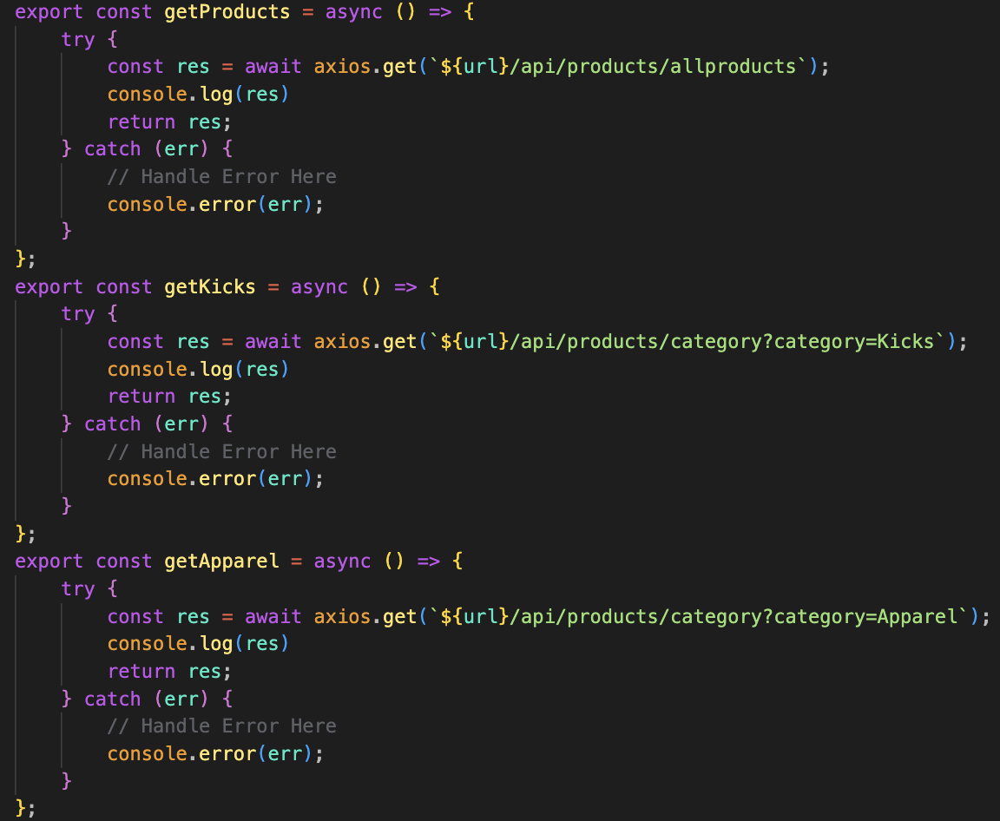 export const getProducts = async () => {
    try {
        const res = await axios.get(`${url}/api/products/allproducts`);
        console.log(res)
        return res;
    } catch (err) {
        // Handle Error Here
        console.error(err);
    }
};
export const getKicks = async () => {
    try {
        const res = await axios.get(`${url}/api/products/category?category=Kicks`);
        console.log(res)
        return res;
    } catch (err) {
        // Handle Error Here
        console.error(err);
    }
};
export const getApparel = async () => {
    try {
        const res = await axios.get(`${url}/api/products/category?category=Apparel`);
        console.log(res)
        return res;
    } catch (err) {
        // Handle Error Here
        console.error(err);
    }
};